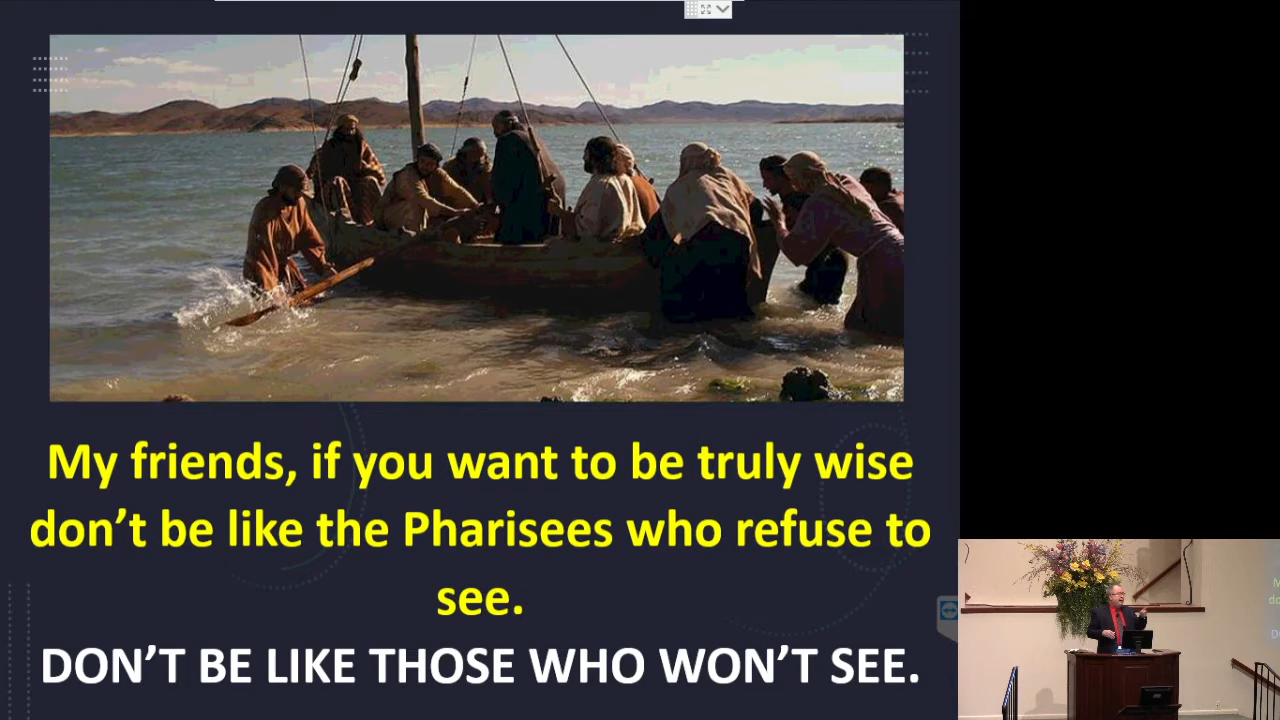 My friends, if you want to be truly wise
don’t be like the Pharisees who refuse to
see.
DON’T BE LIKE THOSE WHO WON’T SEE.